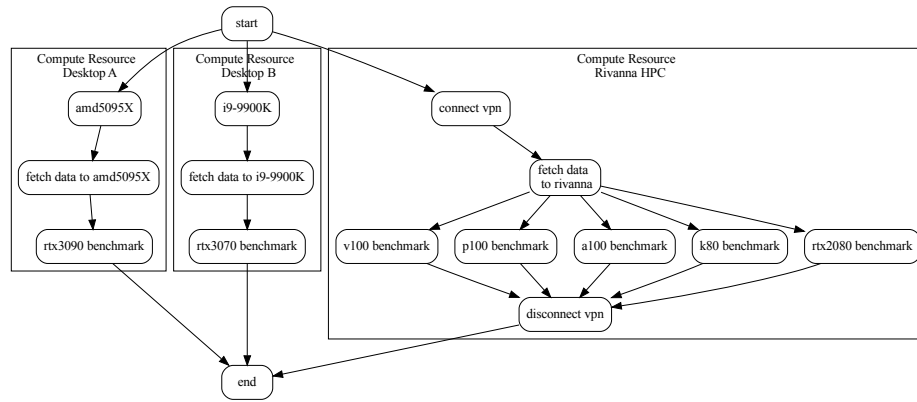 start
Compute Resource
Desktop A
Compute Resource
Desktop B
Compute Resource
Rivanna HPC
amd5095X
i9-9900K
connect vpn
fetch data to amd5095X
fetch data to i9-9900K
fetch data
to rivanna
rtx3090 benchmark
rtx3070 benchmark
v100 benchmark
p100 benchmark
a100 benchmark
k80 benchmark
rtx2080 benchmark
disconnect vpn
end